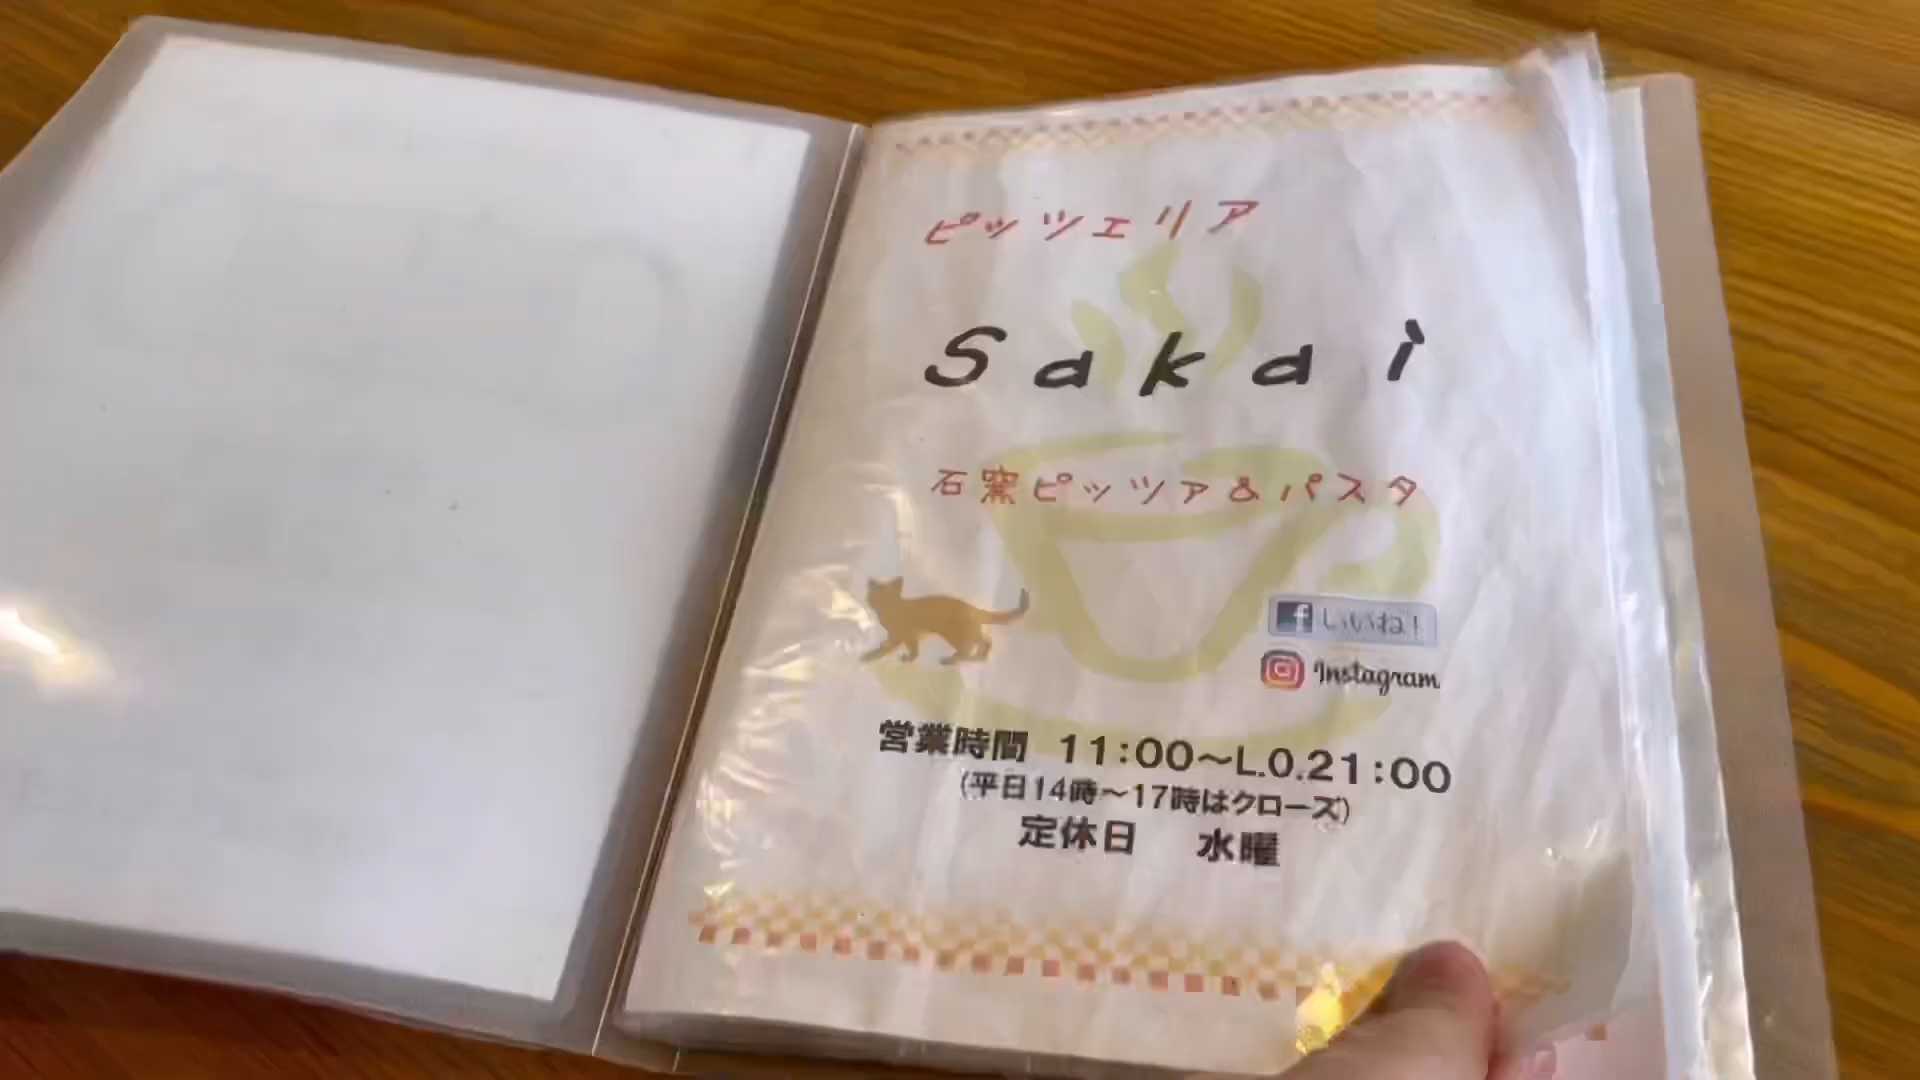 ピッツェリア
Sakai
石窯ピッツァ&パスタ
いいね!
Instagram
営業時間 11:00~L.O.21:00
(平日14時~17時はクローズ)
定休日 水曜